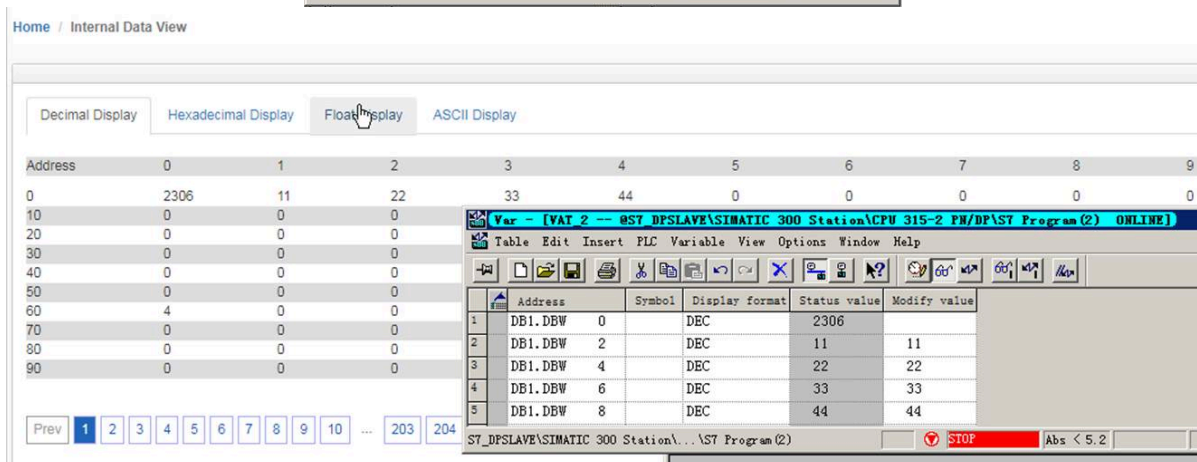 Home / Internal Data View
Decimal Display Hexadecimal Display Float Display ASCII Display
Address 0 1 2 3 4 5 6 7 8 9
0 2306 11 22 33 44 0 0 0 0 0
10 0 0 0
20 0 0 0
30 0 0 0
40 0 0 0
50 0 0 0
60 4 0 0
70 0 0 0
80 0 0 0
90 0 0 0
Prev 1 2 3 4 5 6 7 8 9 10 ... 203 204
Var - [VAT_2 -- @S7_DPSLAVE\SIMATIC 300 Station\CPU 315-2 PN/DP\S7 Program(2) ONLINE]
Table Edit Insert PLC Variable View Options Window Help
Address Symbol Display format Status value Modify value
1 DB1.DBW 0 DEC 2306
2 DB1.DBW 2 DEC 11 11
3 DB1.DBW 4 DEC 22 22
4 DB1.DBW 6 DEC 33 33
5 DB1.DBW 8 DEC 44 44
S7_DPSLAVE\SIMATIC 300 Station\...\S7 Program(2) STOP Abs < 5.2